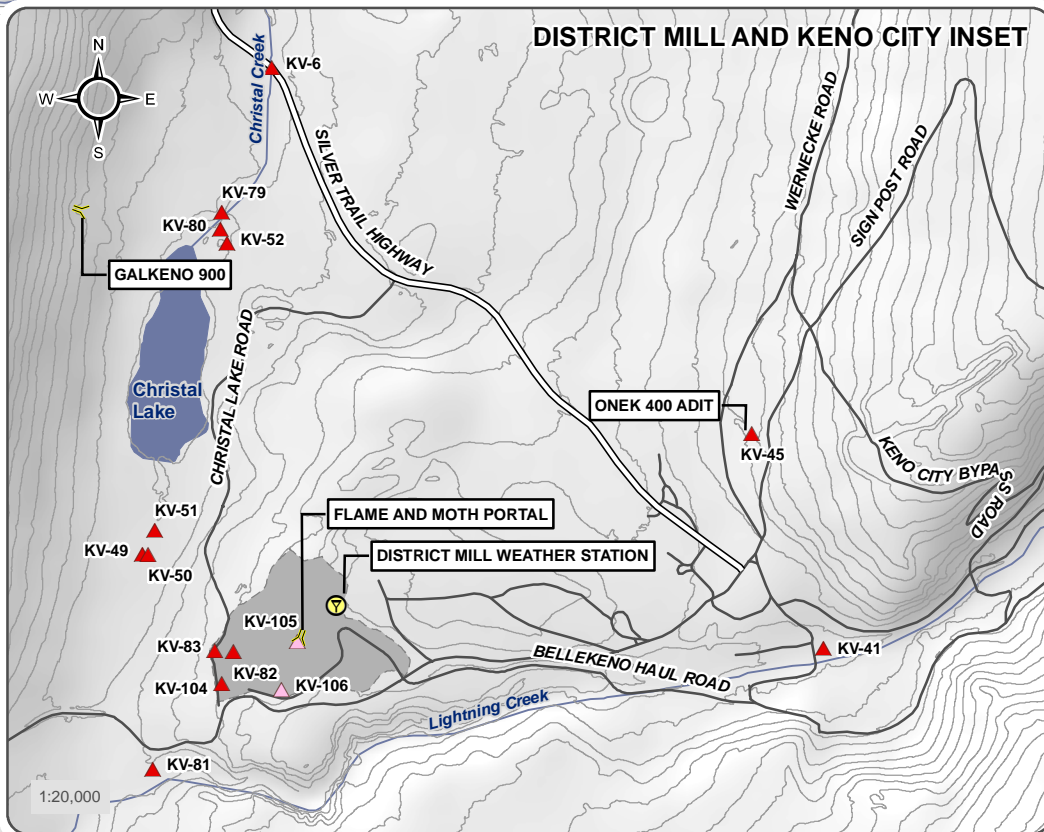 DISTRICT MILL AND KENO CITY INSET
N
W
E
S
Christal Creek
KV-6
SILVER TRAIL HIGHWAY
WERNECKE ROAD
SIGN POST ROAD
KV-79
KV-80
KV-52
GALKENO 900
CHRISTAL LAKE ROAD
Christal
Lake
ONEK 400 ADIT
KV-45
KENO CITY BYPASS ROAD
KV-51
KV-49
KV-50
FLAME AND MOTH PORTAL
DISTRICT MILL WEATHER STATION
KV-105
KV-83
KV-82
KV-104
KV-106
BELLEKENO HAUL ROAD
KV-41
Lightning Creek
KV-81
1:20,000